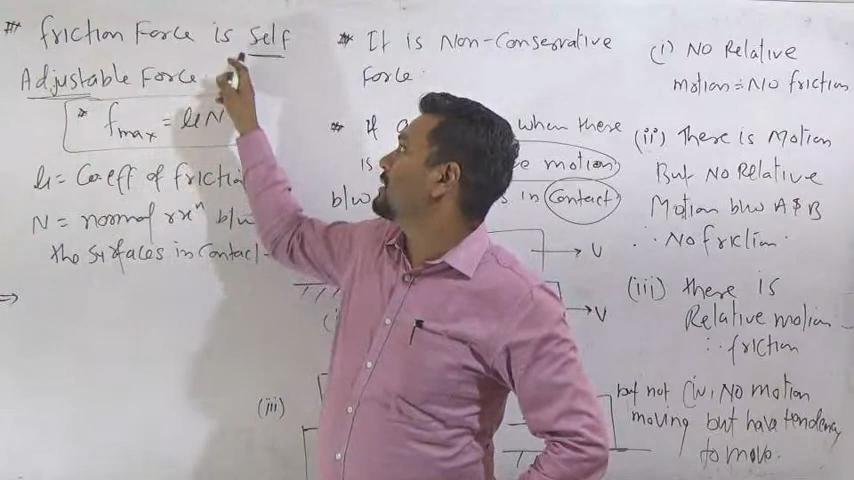 * friction Force is Self
Adjustable Force
* fmax = μN
μ = Co-eff of friction
N = normal rxⁿ b/w
the Surfaces in Contact
⇒
* It is Non-Conservative
Force.
* If when there
is motion
b/w in Contact
→ V
→ V
(iii)
(i) NO Relative
motion = No friction
(ii) There is Motion
But NO Relative
Motion b/w A & B
∴ No friction.
(iii) there is
Relative motion
∴ friction
but not (iv) NO motion
moving but have tendency
to move.